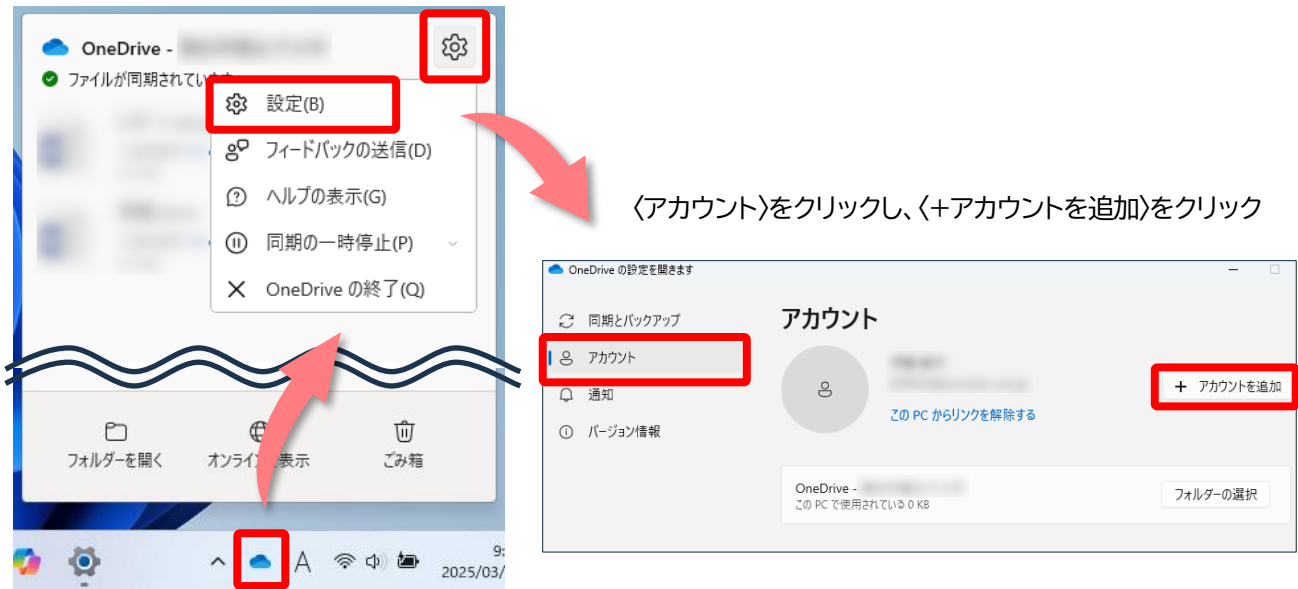 OneDrive -
ファイルが同期されてい
設定(B)
フィードバックの送信(D)
ヘルプの表示(G)
同期の一時停止(P)
OneDrive の終了(Q)
フォルダーを開く
オンライン 表示
ごみ箱
A
9:
2025/03/
〈アカウント〉をクリックし、〈+アカウントを追加〉をクリック
OneDrive の設定を開きます
同期とバックアップ
アカウント
通知
バージョン情報
アカウント
+ アカウントを追加
この PC からリンクを解除する
OneDrive -
この PC で使用されている 0 KB
フォルダーの選択